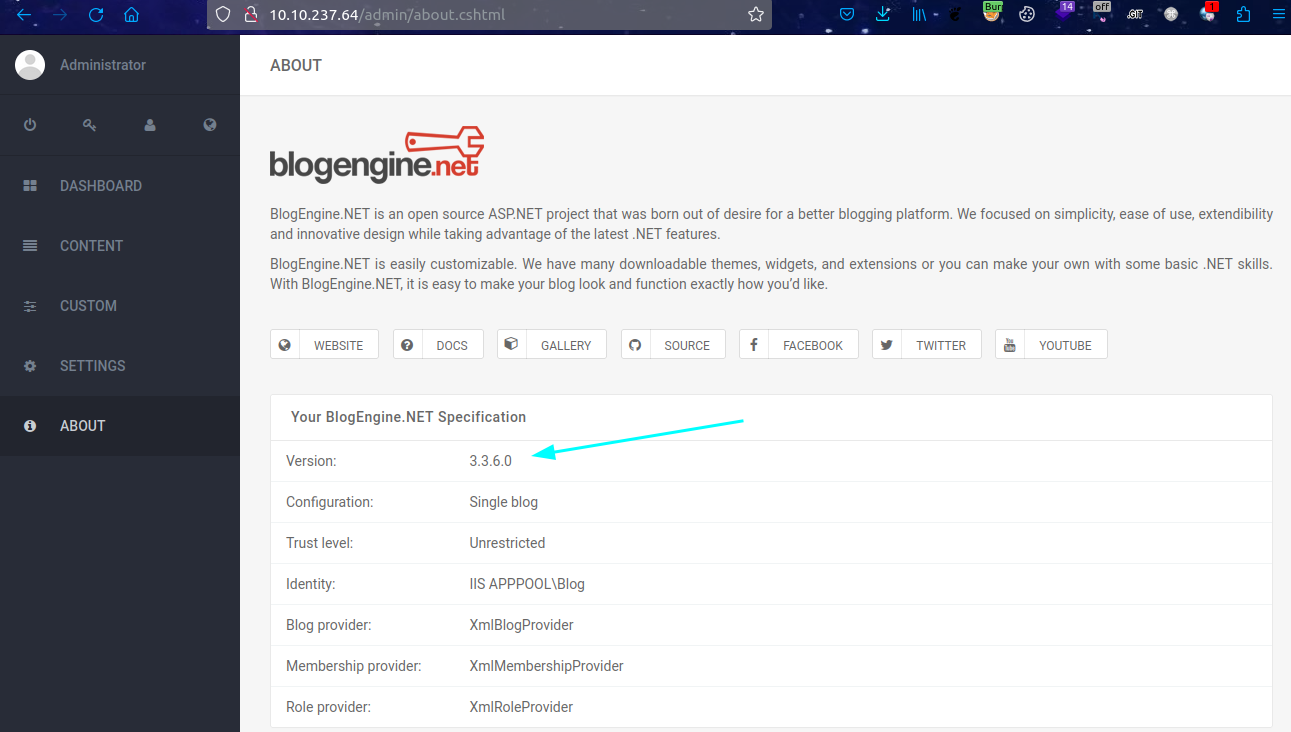 10.10.237.64/admin/about.cshtml
Bur
14
off
.GIT
1
Administrator
ABOUT
DASHBOARD
CONTENT
CUSTOM
SETTINGS
ABOUT
blogengine.net
BlogEngine.NET is an open source ASP.NET project that was born out of desire for a better blogging platform. We focused on simplicity, ease of use, extendibility
and innovative design while taking advantage of the latest .NET features.
BlogEngine.NET is easily customizable. We have many downloadable themes, widgets, and extensions or you can make your own with some basic .NET skills.
With BlogEngine.NET, it is easy to make your blog look and function exactly how you’d like.
WEBSITE DOCS GALLERY SOURCE FACEBOOK TWITTER You Tube YOUTUBE
Your BlogEngine.NET Specification
Version: 3.3.6.0
Configuration: Single blog
Trust level: Unrestricted
Identity: IIS APPPOOL\Blog
Blog provider: XmlBlogProvider
Membership provider: XmlMembershipProvider
Role provider: XmlRoleProvider